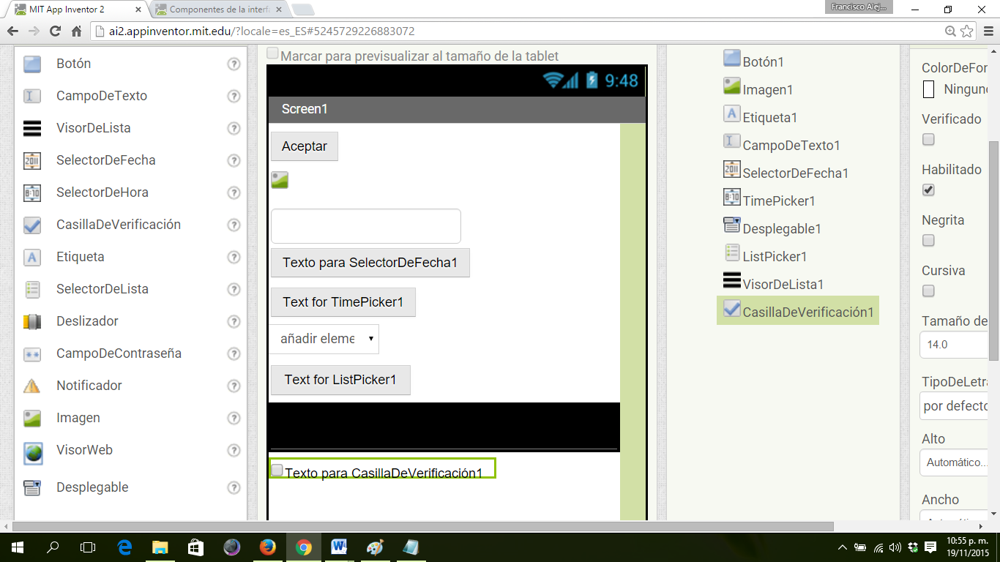 MIT App Inventor 2
Componentes de la interfa
Francisco Alej...
ai2.appinventor.mit.edu/?locale=es_ES#5245729226883072
Botón
CampoDeTexto
VisorDeLista
SelectorDeFecha
SelectorDeHora
CasillaDeVerificación
Etiqueta
SelectorDeLista
Deslizador
CampoDeContraseña
Notificador
Imagen
VisorWeb
Desplegable
Marcar para previsualizar al tamaño de la tablet
9:48
Screen1
Aceptar
Texto para SelectorDeFecha1
Text for TimePicker1
añadir eleme
Text for ListPicker1
Texto para CasillaDeVerificación1
Botón1
Imagen1
Etiqueta1
CampoDeTexto1
SelectorDeFecha1
TimePicker1
Desplegable1
ListPicker1
VisorDeLista1
CasillaDeVerificación1
ColorDeFor
Ninguno
Verificado
Habilitado
Negrita
Cursiva
Tamaño de
14.0
TipoDeLetra
por defecto
Alto
Automático...
Ancho
10:55 p. m.
19/11/2015